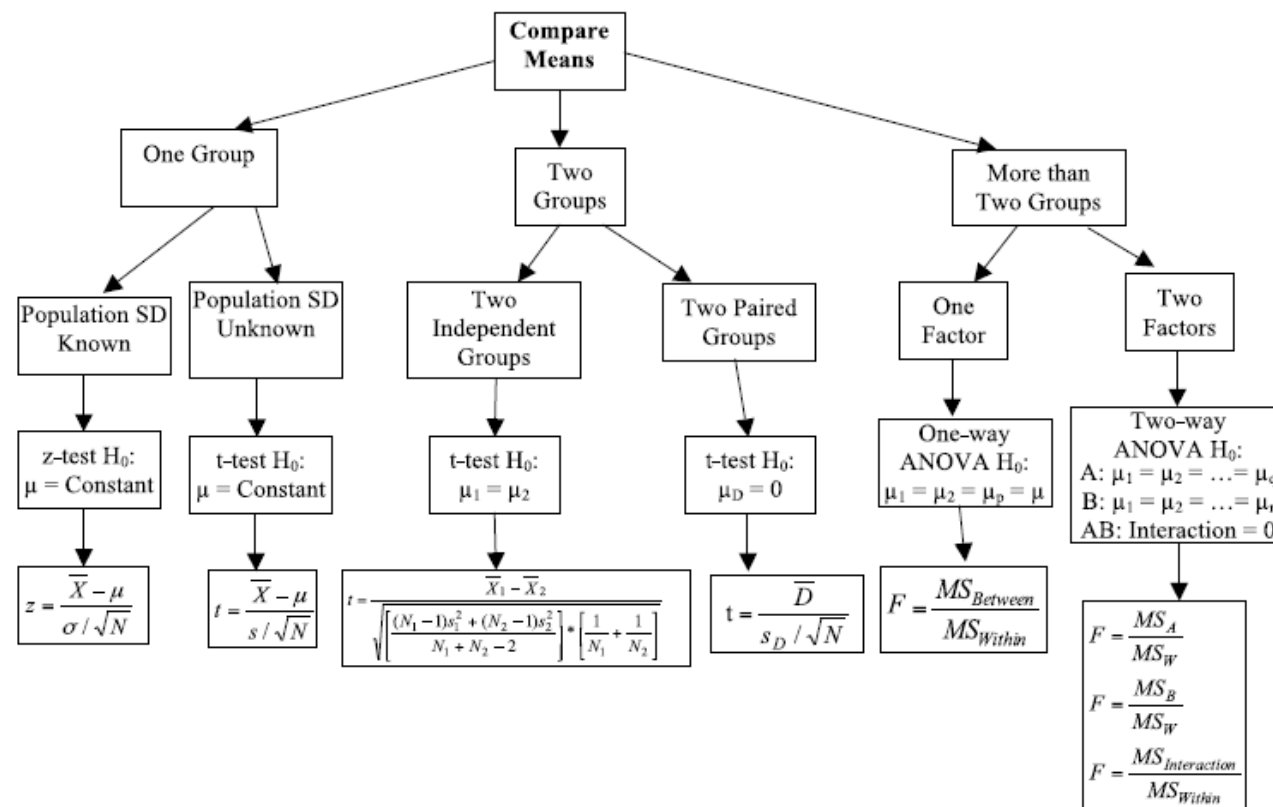 Compare
Means
One Group
Two
Groups
More than
Two Groups
Population SD
Known
Population SD
Unknown
Two
Independent
Groups
Two Paired
Groups
One
Factor
Two
Factors
z-test H₀:
μ = Constant
t-test H₀:
μ = Constant
t-test H₀:
μ₁ = μ₂
t-test H₀:
μ_D = 0
One-way
ANOVA H₀:
μ₁ = μ₂ = μₚ = μ
Two-way
ANOVA H₀:
A: μ₁ = μ₂ = …= μ
B: μ₁ = μ₂ = …= μ
AB: Interaction = 0
z = (X̄ − μ) / (σ / √N)
t = (X̄ − μ) / (s / √N)
t = (X̄₁ − X̄₂) / √([((N₁ − 1)s₁² + (N₂ − 1)s₂²) / (N₁ + N₂ − 2)] * [1/N₁ + 1/N₂])
t = D̄ / (s_D / √N)
F = MS_Between / MS_Within
F = MS_A / MS_W
F = MS_B / MS_W
F = MS_Interaction / MS_Within